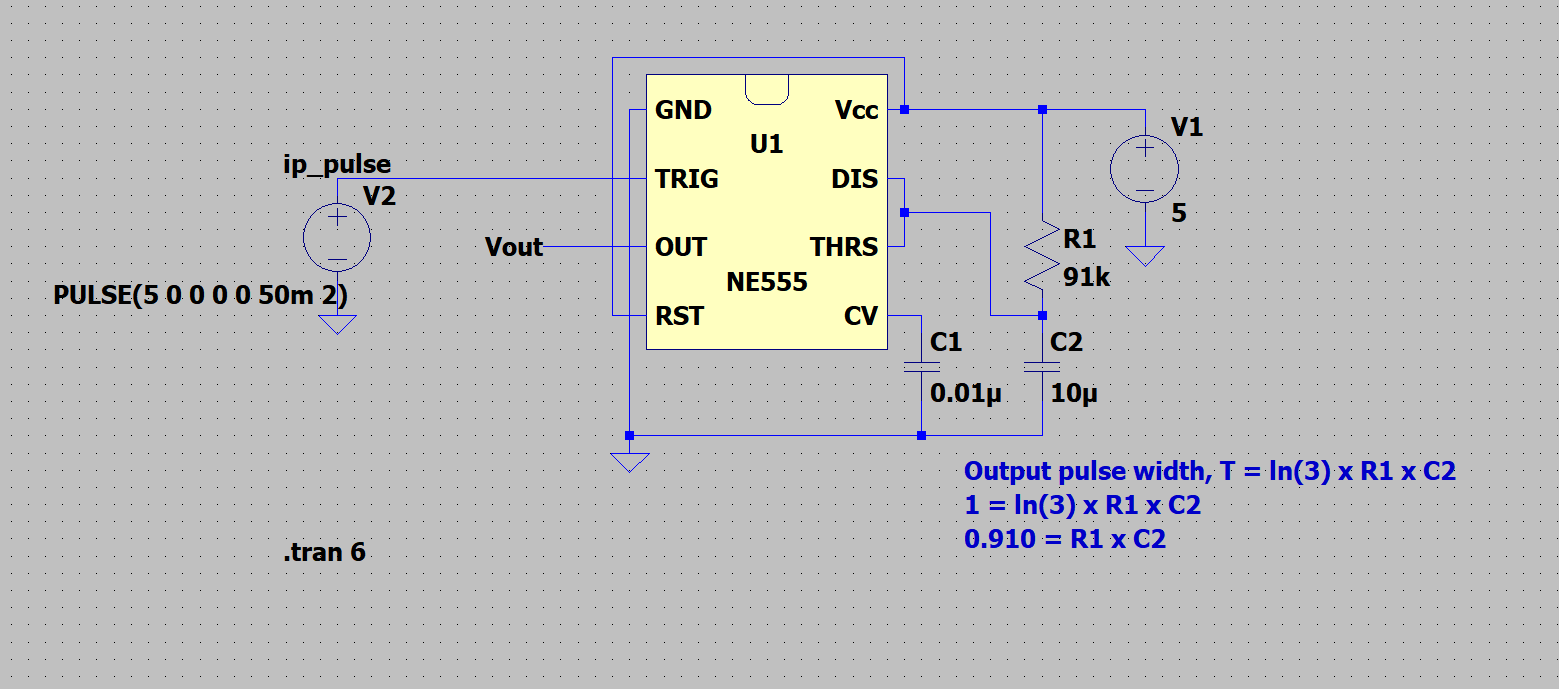 GND
Vcc
U1
V1
ip_pulse
TRIG
DIS
V2
5
Vout
OUT
THRS
R1
NE555
91k
PULSE(5 0 0 0 0 50m 2)
RST
CV
C1
C2
0.01µ
10µ
Output pulse width, T = ln(3) x R1 x C2
1 = ln(3) x R1 x C2
0.910 = R1 x C2
.tran 6